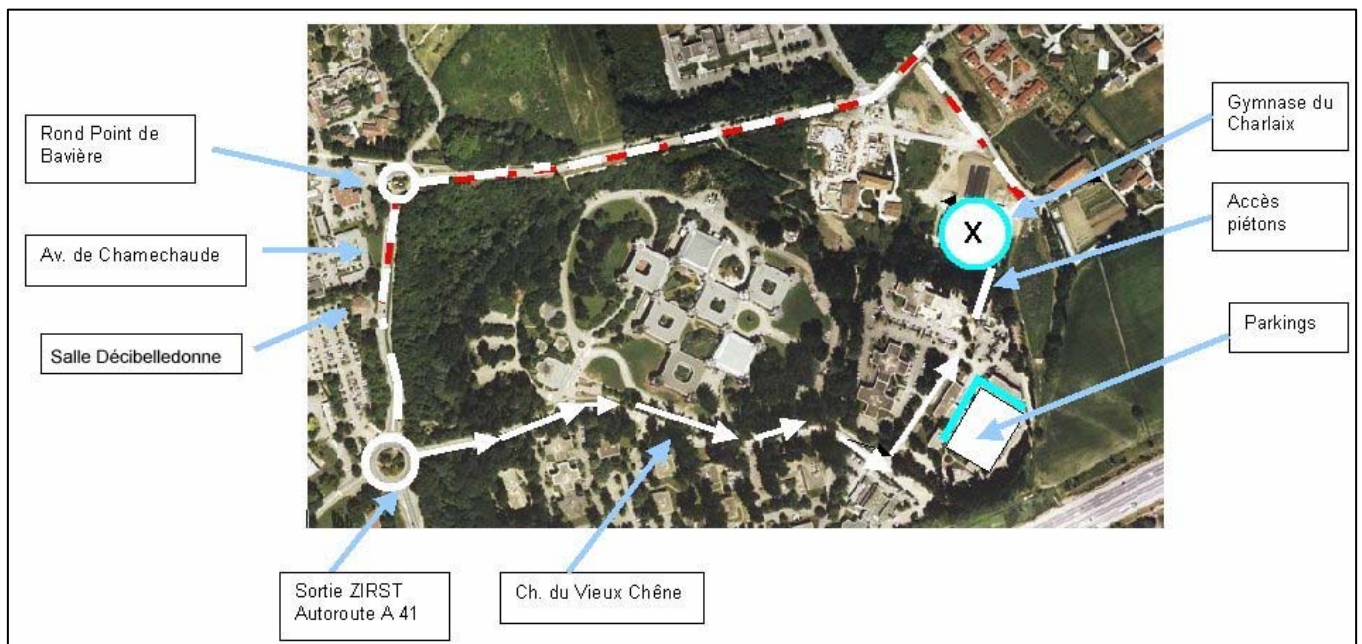 Rond Point de
Bavière
Av. de Chamechaude
Salle Décibelledonne
Sortie ZIRST
Autoroute A 41
Ch. du Vieux Chêne
Gymnase du
Charlaix
Accès
piétons
Parkings
X